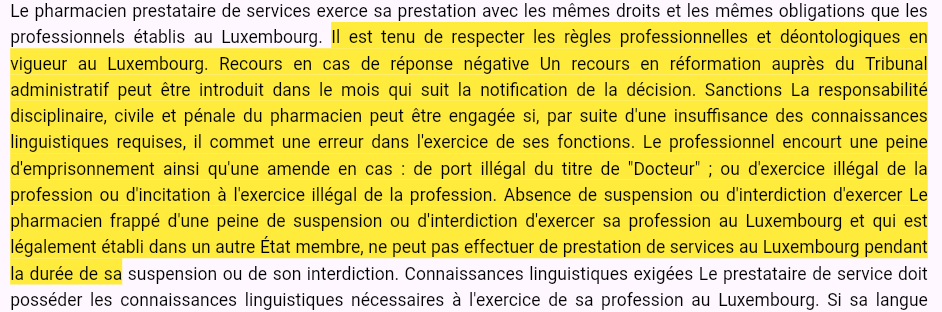 Le pharmacien prestataire de services exerce sa prestation avec les mêmes droits et les mêmes obligations que les
professionnels établis au Luxembourg. Il est tenu de respecter les règles professionnelles et déontologiques en
vigueur au Luxembourg. Recours en cas de réponse négative Un recours en réformation auprès du Tribunal
administratif peut être introduit dans le mois qui suit la notification de la décision. Sanctions La responsabilité
disciplinaire, civile et pénale du pharmacien peut être engagée si, par suite d'une insuffisance des connaissances
linguistiques requises, il commet une erreur dans l'exercice de ses fonctions. Le professionnel encourt une peine
d'emprisonnement ainsi qu'une amende en cas : de port illégal du titre de "Docteur" ; ou d'exercice illégal de la
profession ou d'incitation à l'exercice illégal de la profession. Absence de suspension ou d'interdiction d'exercer Le
pharmacien frappé d'une peine de suspension ou d'interdiction d'exercer sa profession au Luxembourg et qui est
légalement établi dans un autre État membre, ne peut pas effectuer de prestation de services au Luxembourg pendant
la durée de sa suspension ou de son interdiction. Connaissances linguistiques exigées Le prestataire de service doit
posséder les connaissances linguistiques nécessaires à l'exercice de sa profession au Luxembourg. Si sa langue